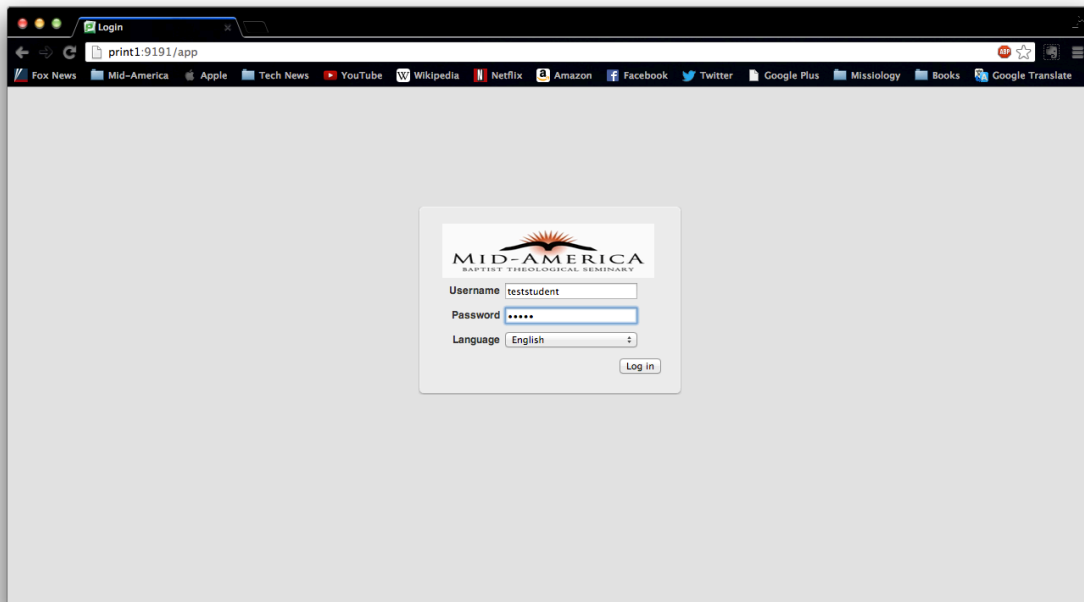 Login
print1:9191/app
ABP
Fox News Mid-America Apple Tech News YouTube W Wikipedia N Netflix a Amazon f Facebook Twitter Google Plus Missiology Books Google Translate
MID-AMERICA
BAPTIST THEOLOGICAL SEMINARY
Username teststudent
Password •••••
Language English
Log in